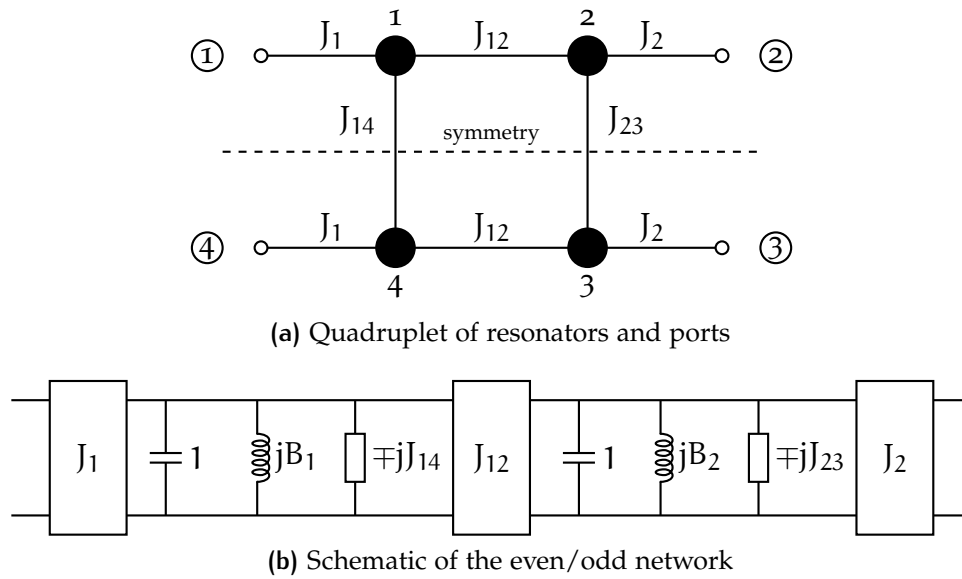 1 2
① J₁ J₁₂ J₂ ②
J₁₄ symmetry J₂₃
④ J₁ J₁₂ J₂ ③
4 3
(a) Quadruplet of resonators and ports
J₁ 1 jB₁ ∓jJ₁₄ J₁₂ 1 jB₂ ∓jJ₂₃ J₂
(b) Schematic of the even/odd network